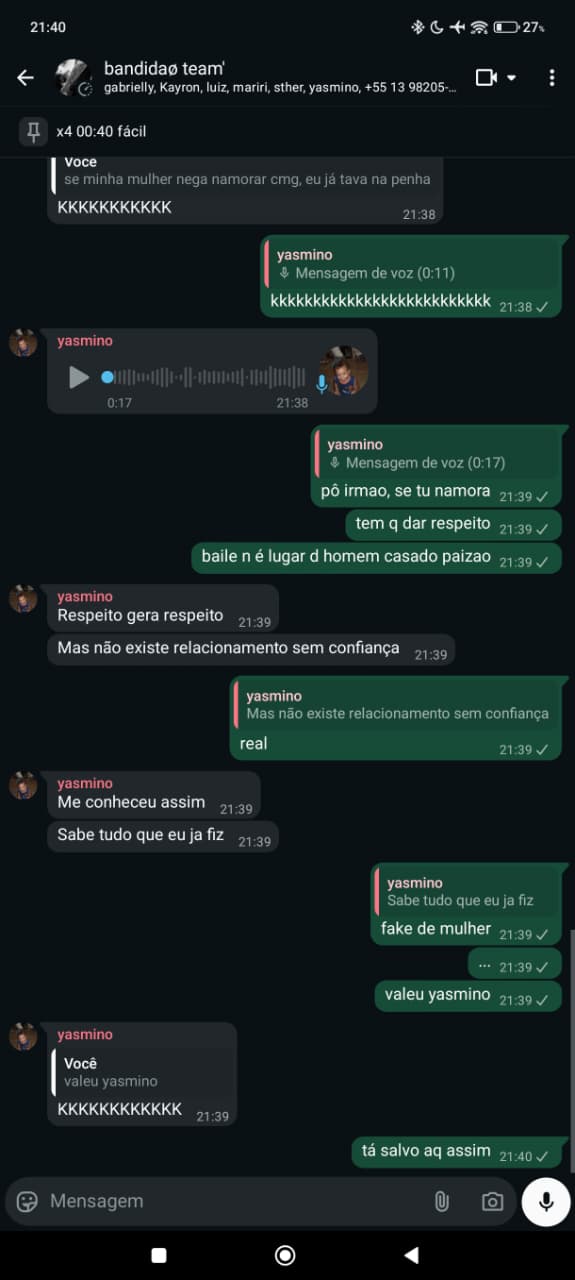 21:40
27%
bandidaø team'
gabrielly, Kayron, luiz, mariri, sther, yasmino, +55 13 98205-...
x4 00:40 fácil
Voce
se minha mulher nega namorar cmg, eu já tava na penha
KKKKKKKKKKK
21:38
yasmino
Mensagem de voz (0:11)
kkkkkkkkkkkkkkkkkkkkkkkkkk
21:38
yasmino
0:17
21:38
yasmino
Mensagem de voz (0:17)
pô irmao, se tu namora
21:39
tem q dar respeito
21:39
baile n é lugar d homem casado paizao
21:39
yasmino
Respeito gera respeito
21:39
Mas não existe relacionamento sem confiança
21:39
yasmino
Mas não existe relacionamento sem confiança
real
21:39
yasmino
Me conheceu assim
21:39
Sabe tudo que eu ja fiz
21:39
yasmino
Sabe tudo que eu ja fiz
fake de mulher
21:39
...
21:39
valeu yasmino
21:39
yasmino
Você
valeu yasmino
KKKKKKKKKKKK
21:39
tá salvo aq assim
21:40
Mensagem